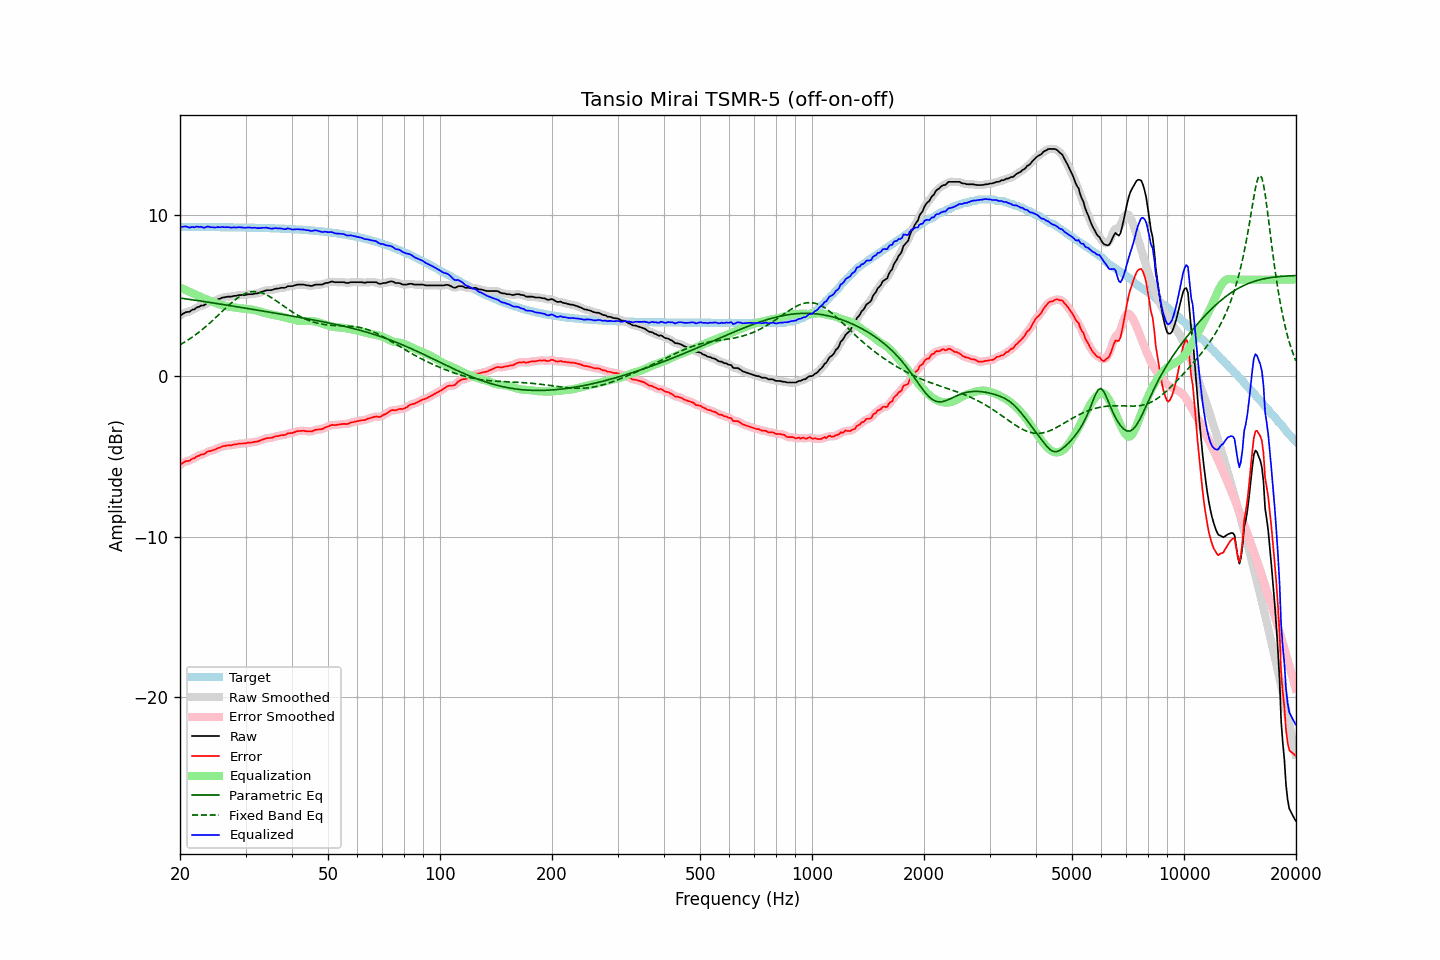 Tansio Mirai TSMR-5 (off-on-off)
Amplitude (dBr)
10
0
−10
−20
Target
Raw Smoothed
Error Smoothed
Raw
Error
Equalization
Parametric Eq
Fixed Band Eq
Equalized
20 50 100 200 500 1000 2000 5000 10000 20000
Frequency (Hz)